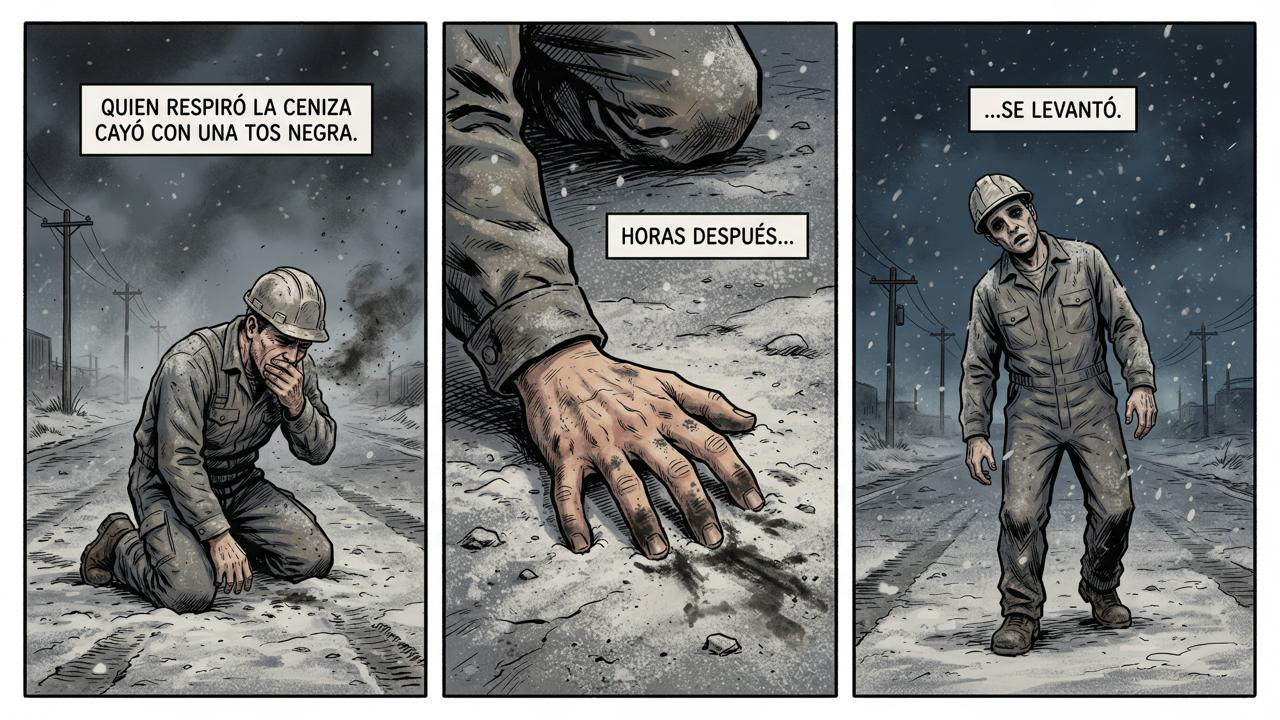 QUIEN RESPIRÓ LA CENIZA
CAYÓ CON UNA TOS NEGRA.
HORAS DESPUÉS...
...SE LEVANTÓ.